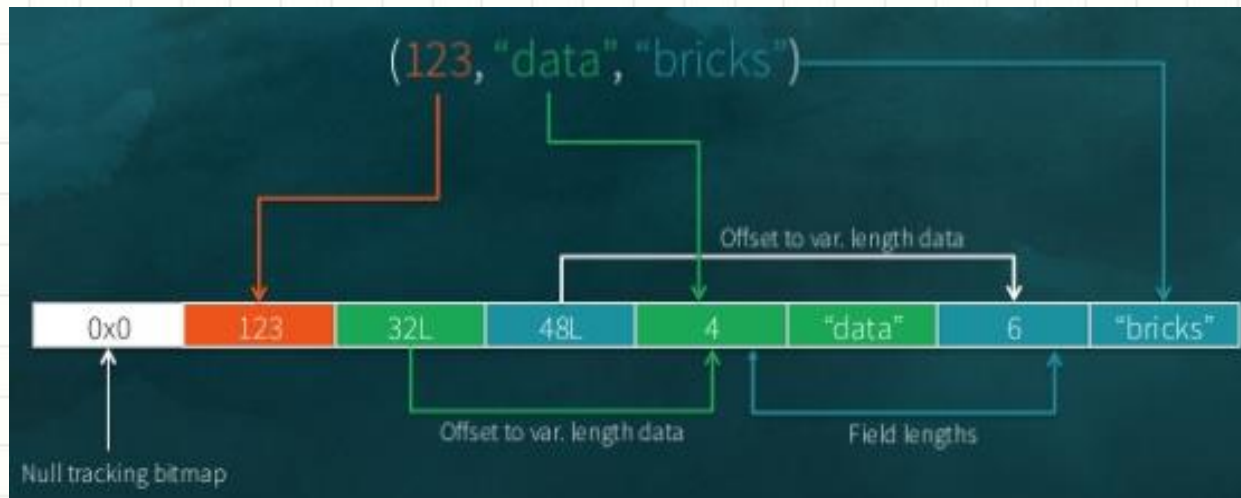 (123, “data”, “bricks”)
Offset to var. length data
0x0 123 32L 48L 4 “data” 6 “bricks”
Offset to var. length data Field lengths
Null tracking bitmap